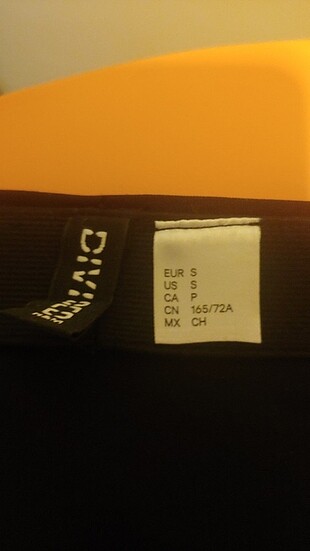 DIVIDED
EUR S
US S
CA P
CN 165/72A
MX CH